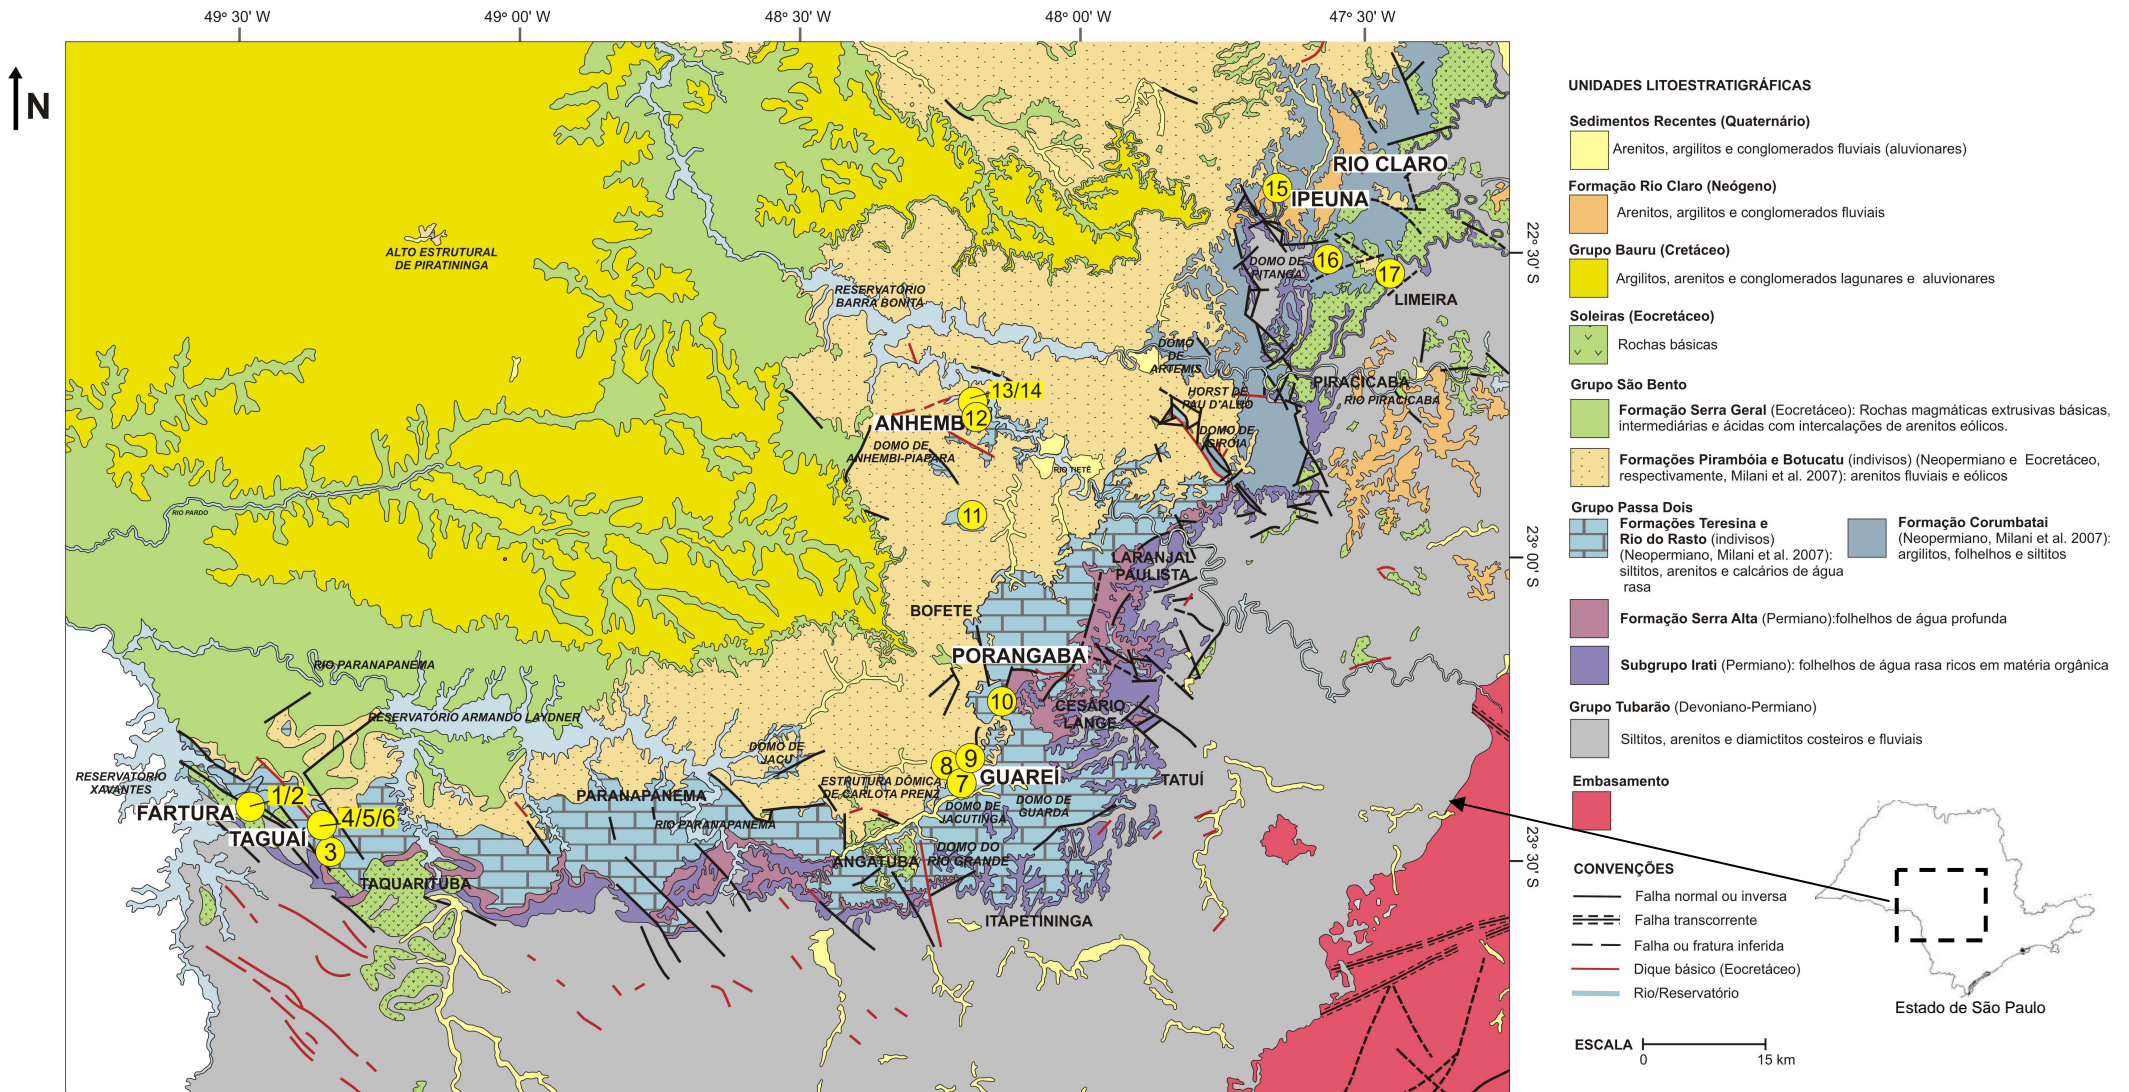 49° 30' W
49° 00' W
48° 30' W
48° 00' W
47° 30' W
N
22° 30' S
23° 00' S
23° 30' S
RIO CLARO
15
IPEUNA
ALTO ESTRUTURAL
DE PIRATININGA
16
DOMO DE
PITANGA
17
LIMEIRA
RESERVATÓRIO
BARRA BONITA
DOMO
DE
ARTEMIS
PIRACICABA
RIO PIRACICABA
13/14
HORST DE
PAU D'ALHO
ANHEMB
12
DOMO DE
GIRÓIA
DOMO DE
ANHEMBI-PIAPARA
RIO TIETÊ
RIO PARDO
11
LARANJAL
PAULISTA
BOFETE
PORANGABA
RIO PARANAPANEMA
10
CESÁRIO
LANGE
RESERVATÓRIO ARMANDO LAYDNER
DOMO DE
JACU
9
8
7
GUAREÍ
TATUÍ
RESERVATÓRIO
XAVANTES
ESTRUTURA DÔMICA
DE CARLOTA PRENZ
PARANAPANEMA
1/2
FARTURA
DOMO DE
JACUTINGA
DOMO DE
GUARDA
4/5/6
RIO PARANAPANEMA
TAGUAÍ
3
DOMO DO
RIO GRANDE
ANGATUBA
TAQUARITUBA
ITAPETININGA
UNIDADES LITOESTRATIGRÁFICAS
Sedimentos Recentes (Quaternário)
Arenitos, argilitos e conglomerados fluviais (aluvionares)
Formação Rio Claro (Neógeno)
Arenitos, argilitos e conglomerados fluviais
Grupo Bauru (Cretáceo)
Argilitos, arenitos e conglomerados lagunares e aluvionares
Soleiras (Eocretáceo)
Rochas básicas
Grupo São Bento
Formação Serra Geral (Eocretáceo): Rochas magmáticas extrusivas básicas,
intermediárias e ácidas com intercalações de arenitos eólicos.
Formações Pirambóia e Botucatu (indivisos) (Neopermiano e Eocretáceo,
respectivamente, Milani et al. 2007): arenitos fluviais e eólicos
Grupo Passa Dois
Formações Teresina e
Rio do Rasto (indivisos)
(Neopermiano, Milani et al. 2007):
siltitos, arenitos e calcários de água
rasa
Formação Corumbatai
(Neopermiano, Milani et al. 2007):
argilitos, folhelhos e siltitos
Formação Serra Alta (Permiano):folhelhos de água profunda
Subgrupo Irati (Permiano): folhelhos de água rasa ricos em matéria orgânica
Grupo Tubarão (Devoniano-Permiano)
Siltitos, arenitos e diamictitos costeiros e fluviais
Embasamento
CONVENÇÕES
Falha normal ou inversa
Falha transcorrente
Falha ou fratura inferida
Dique básico (Eocretáceo)
Rio/Reservatório
Estado de São Paulo
ESCALA
0 15 km